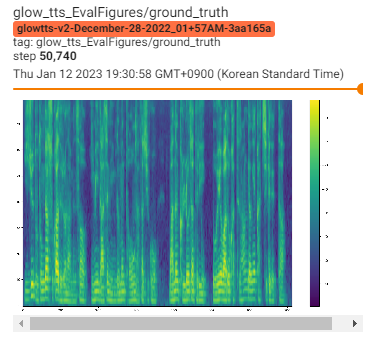 glow_tts_EvalFigures/ground_truth
glowtts-v2-December-28-2022_01+57AM-3aa165a
tag: glow_tts_EvalFigures/ground_truth
step 50,740
Thu Jan 12 2023 19:30:58 GMT+0900 (Korean Standard Time)